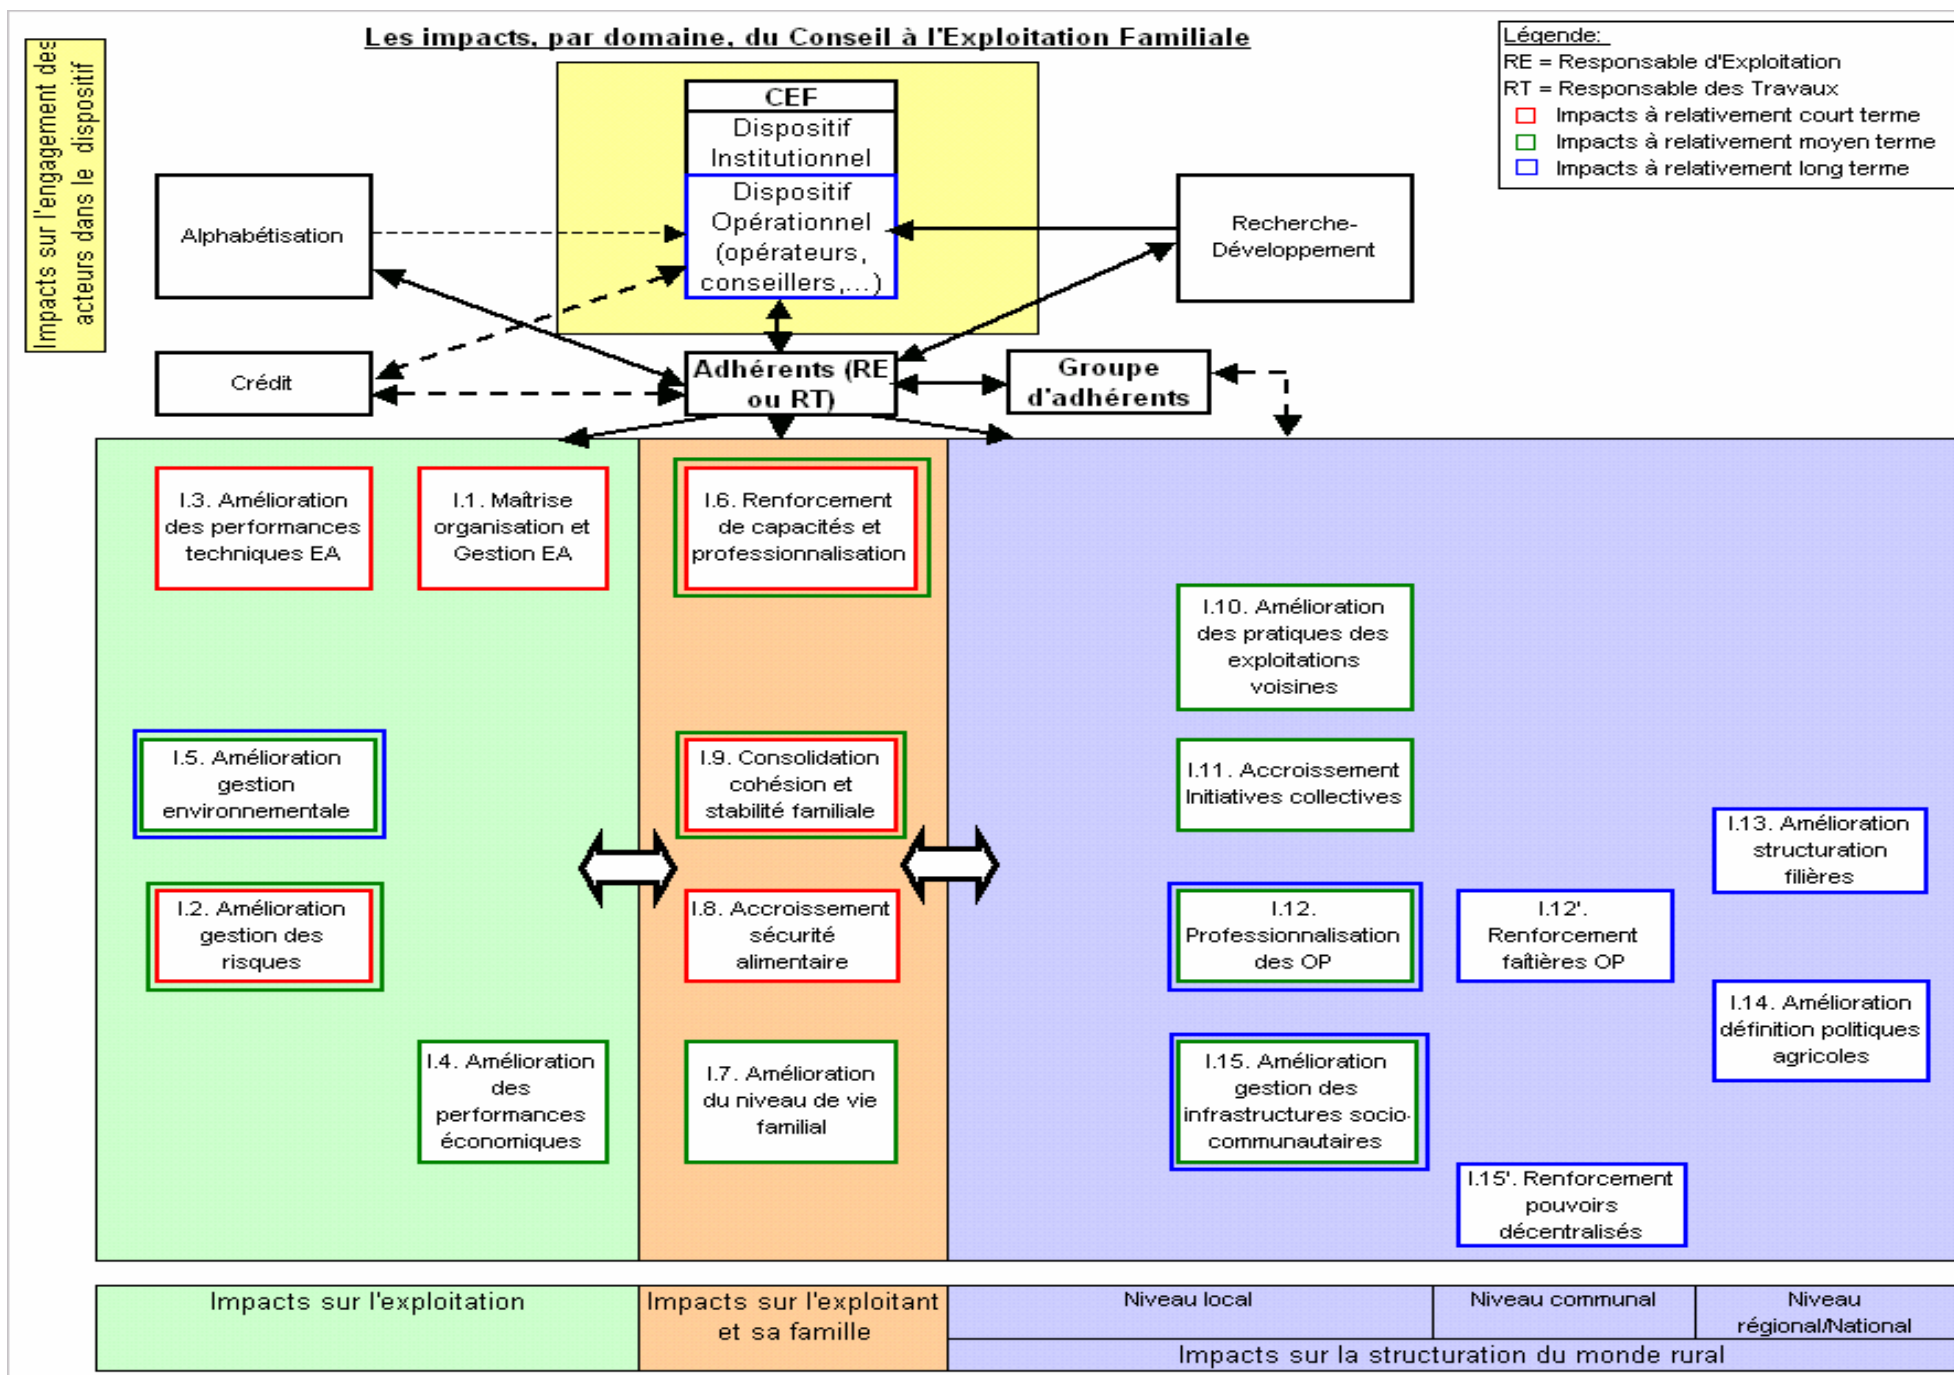 Les impacts, par domaine, du Conseil à l'Exploitation Familiale
Légende:
RE = Responsable d'Exploitation
RT = Responsable des Travaux
Impacts à relativement court terme
Impacts à relativement moyen terme
Impacts à relativement long terme
Impacts sur l'engagement des
acteurs dans le dispositif
CEF
Dispositif
Institutionnel
Dispositif
Opérationnel
(opérateurs,
conseillers,...)
Alphabétisation
Recherche-
Développement
Crédit
Adhérents (RE
ou RT)
Groupe
d'adhérents
I.3. Amélioration
des performances
techniques EA
I.1. Maîtrise
organisation et
Gestion EA
I.6. Renforcement
de capacités et
professionnalisation
I.10. Amélioration
des pratiques des
exploitations
voisines
I.5. Amélioration
gestion
environnementale
I.9. Consolidation
cohésion et
stabilité familiale
I.11. Accroissement
Initiatives collectives
I.13. Amélioration
structuration
filières
I.2. Amélioration
gestion des
risques
I.8. Accroissement
sécurité
alimentaire
I.12.
Professionnalisation
des OP
I.12'.
Renforcement
faîtières OP
I.14. Amélioration
définition politiques
agricoles
I.4. Amélioration
des
performances
économiques
I.7. Amélioration
du niveau de vie
familial
I.15. Amélioration
gestion des
infrastructures socio-
communautaires
I.15'. Renforcement
pouvoirs
décentralisés
Impacts sur l'exploitation
Impacts sur l'exploitant
et sa famille
Niveau local
Niveau communal
Niveau
régional/National
Impacts sur la structuration du monde rural